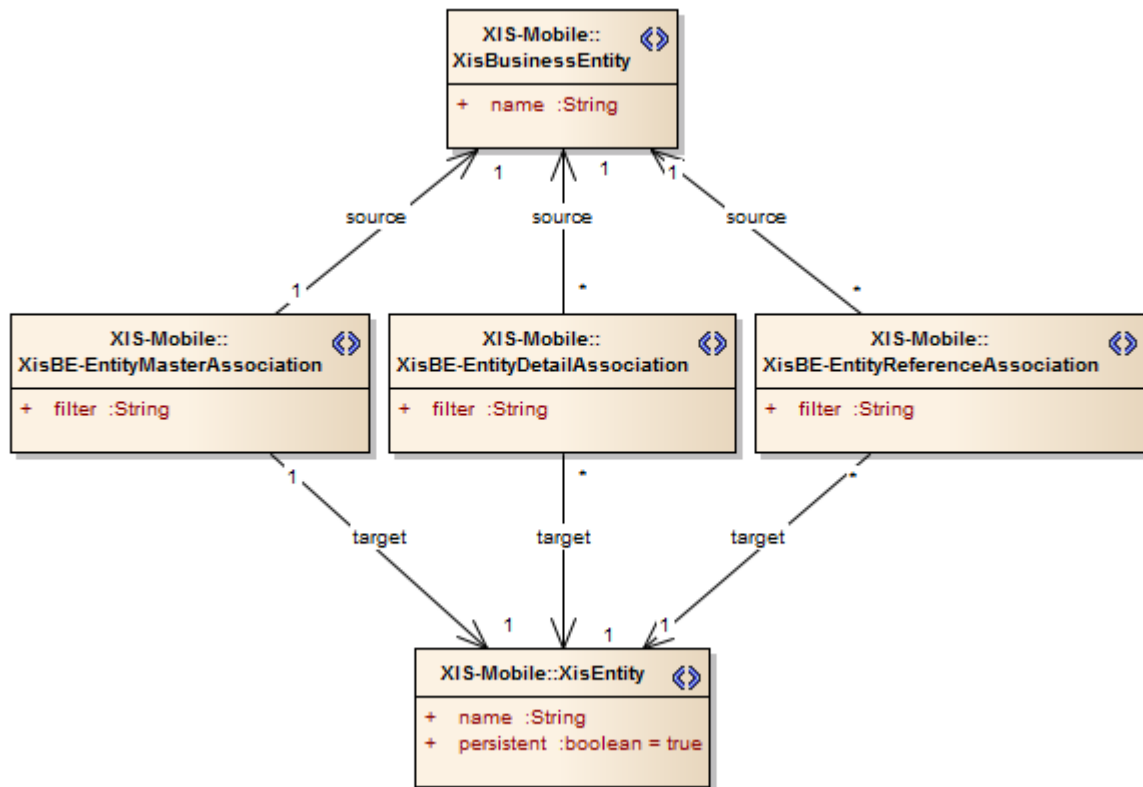 XIS-Mobile::
XisBusinessEntity
+ name :String
1
1
1
source
source
source
1
*
*
XIS-Mobile::
XisBE-EntityMasterAssociation
+ filter :String
XIS-Mobile::
XisBE-EntityDetailAssociation
+ filter :String
XIS-Mobile::
XisBE-EntityReferenceAssociation
+ filter :String
1
*
*
target
target
target
1
1
1
XIS-Mobile::XisEntity
+ name :String
+ persistent :boolean = true